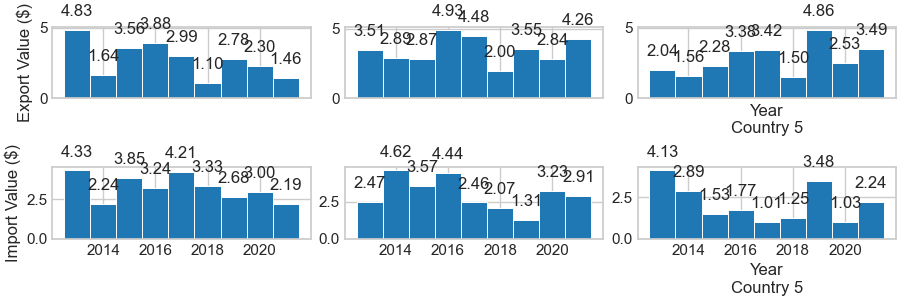 4.83 1.64 3.56 3.88 2.99 1.10 2.78 2.30 1.46
Export Value ($)
5
0
3.51 2.89 2.87 4.93 4.48 2.00 3.55 2.84 4.26
5
0
2.04 1.56 2.28 3.38 3.42 1.50 4.86 2.53 3.49
5
0
Year
Country 5
4.33 2.24 3.85 3.24 4.21 3.33 2.68 3.00 2.19
Import Value ($)
2.5
0.0
2014 2016 2018 2020
2.47 4.62 3.57 4.44 2.46 2.07 1.31 3.23 2.91
2.5
0.0
2014 2016 2018 2020
4.13 2.89 1.53 1.77 1.01 1.25 3.48 1.03 2.24
2.5
0.0
2014 2016 2018 2020
Year
Country 5